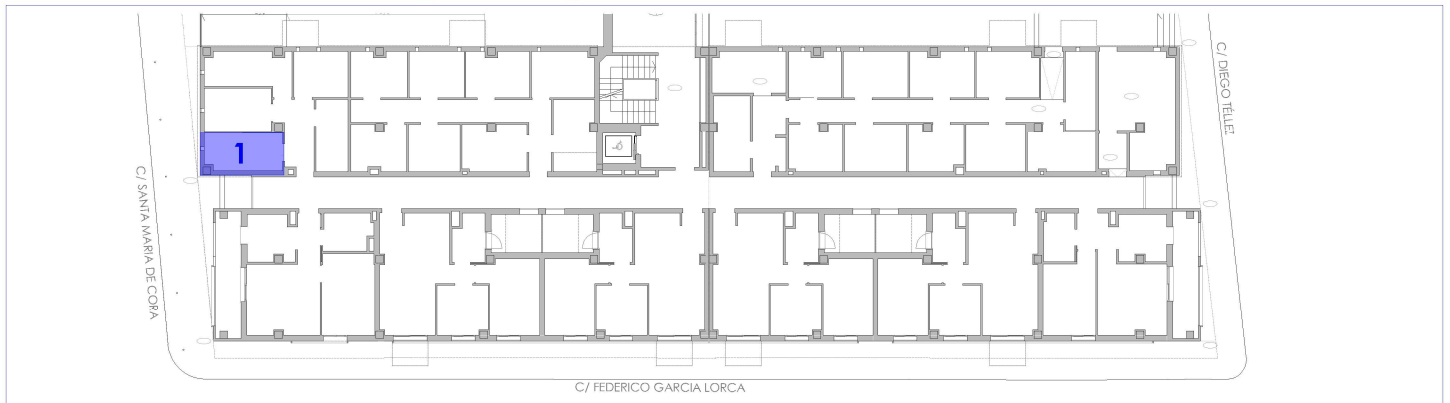 C/ DIEGO TÉLLEZ
1
C/ SANTA MARIA DE CORA
C/ FEDERICO GARCIA LORCA